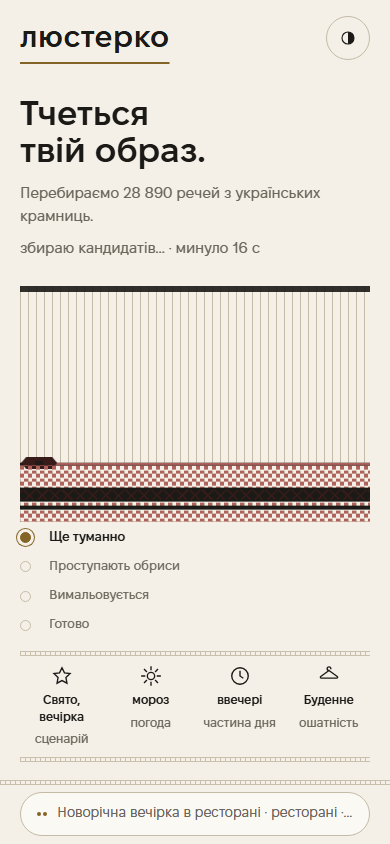 люстерко
Тчеться
твій образ.
Перебираємо 28 890 речей з українських
крамниць.
збираю кандидатів... · минуло 16 с
Ще туманно
Проступають обриси
Вимальовується
Готово
Свято,
вечірка
сценарій
мороз
погода
ввечері
частина дня
Буденне
ошатність
Новорічна вечірка в ресторані · ресторані ·...